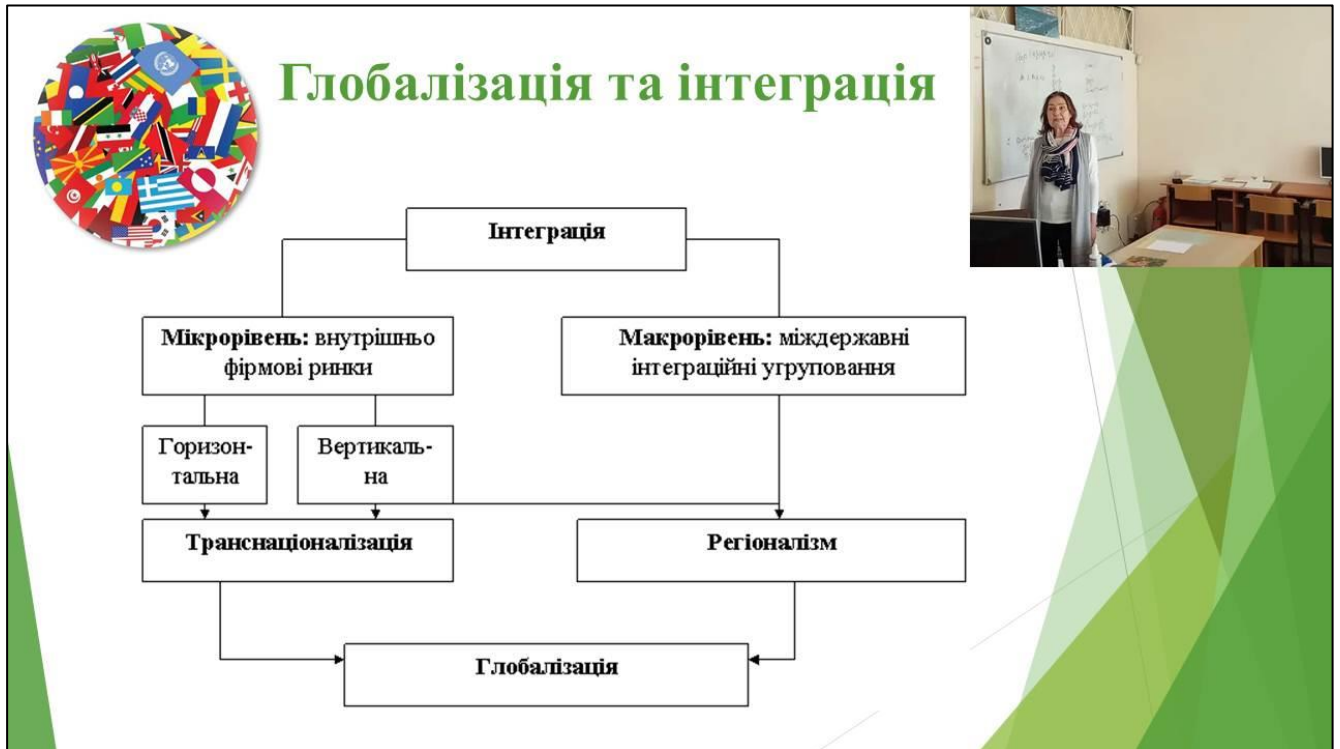 Глобалізація та інтеграція
Інтеграція
Мікрорівень: внутрішньо
фірмові ринки
Макрорівень: міждержавні
інтеграційні угруповання
Горизон-
тальна
Вертикаль-
на
Транснаціоналізація
Регіоналізм
Глобалізація